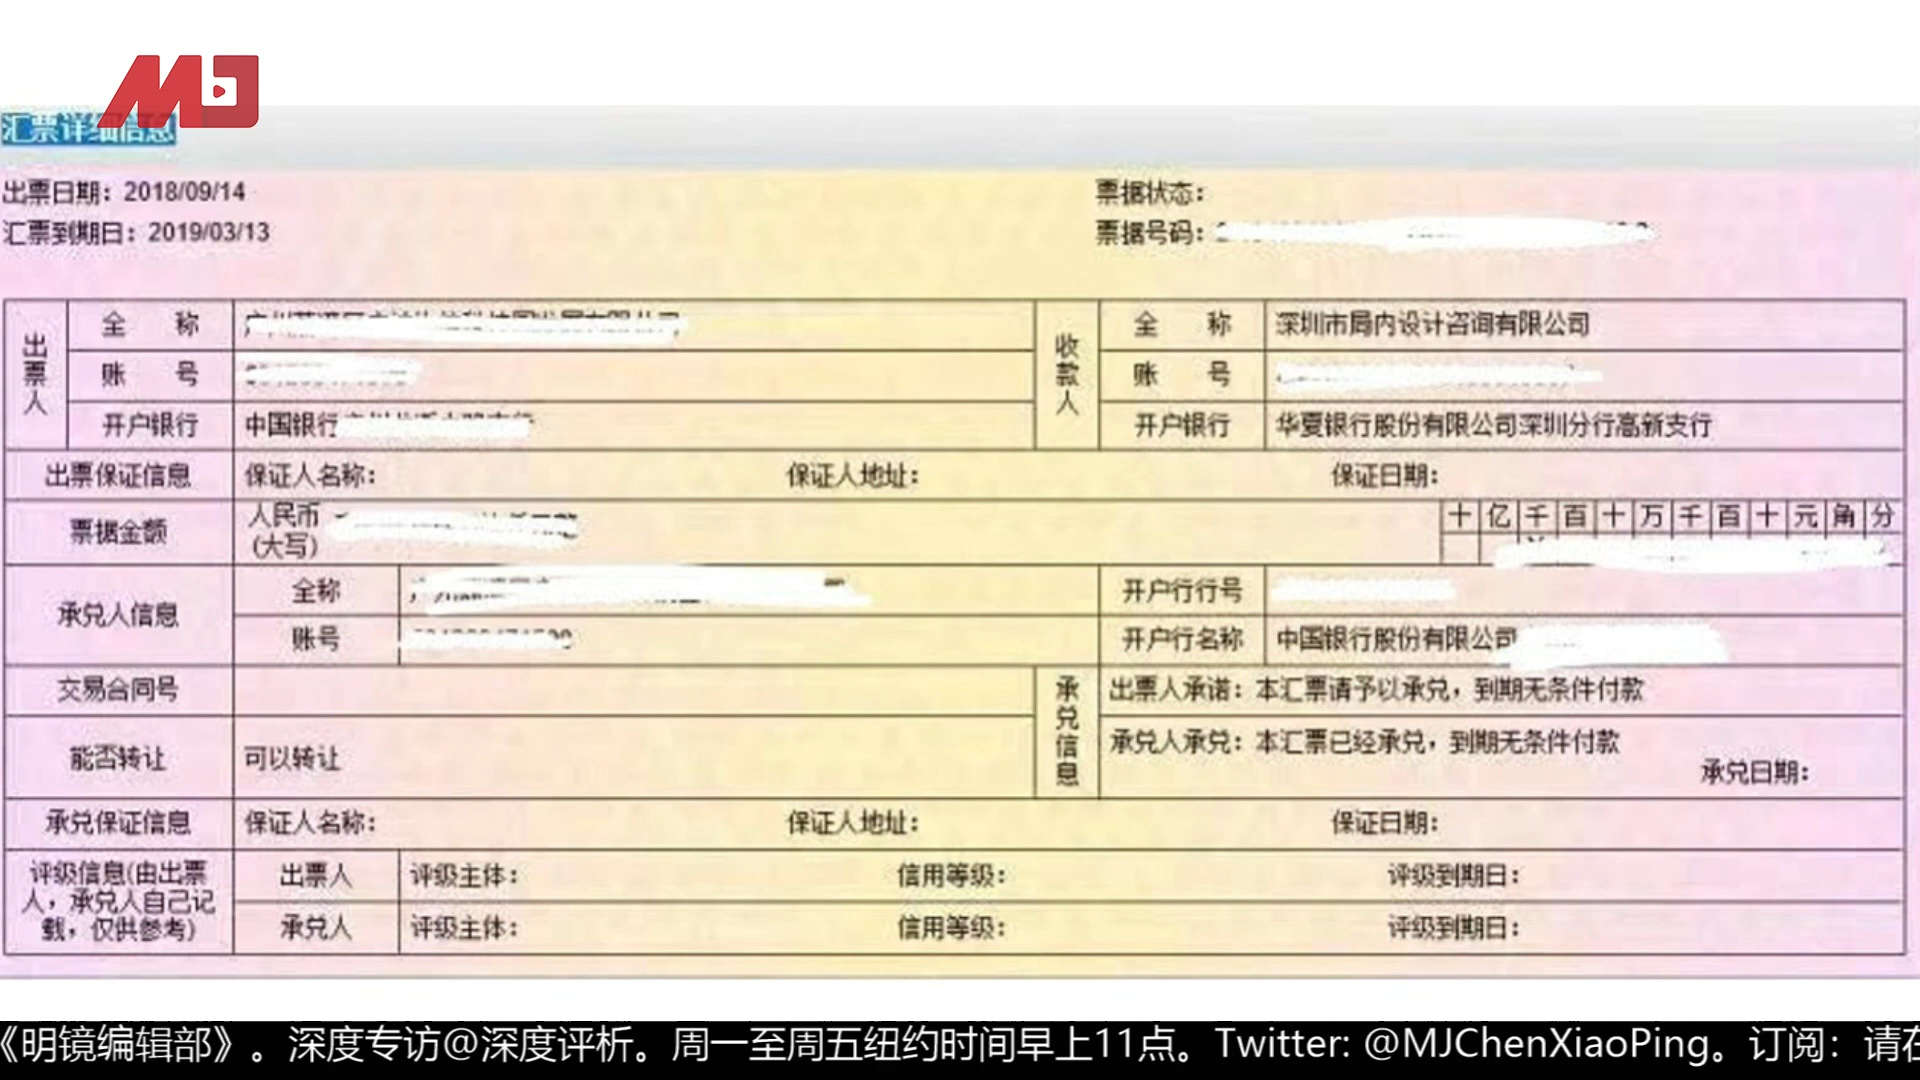 MJ
汇票详细信息
出票日期：2018/09/14
票据状态：
汇票到期日：2019/03/13
票据号码：
出票人
全 称
收款人
全 称
深圳市局内设计咨询有限公司
账 号
账 号
开户银行
中国银行
开户银行
华夏银行股份有限公司深圳分行高新支行
出票保证信息
保证人名称：
保证人地址：
保证日期：
票据金额
人民币
(大写)
十亿千百十万千百十元角分
承兑人信息
全称
开户行行号
账号
开户行名称
中国银行股份有限公司
交易合同号
承兑信息
出票人承诺：本汇票请予以承兑，到期无条件付款
能否转让
可以转让
承兑人承兑：本汇票已经承兑，到期无条件付款
承兑日期：
承兑保证信息
保证人名称：
保证人地址：
保证日期：
评级信息(由出票
人，承兑人自己记
载，仅供参考)
出票人
评级主体：
信用等级：
评级到期日：
承兑人
评级主体：
信用等级：
评级到期日：
《明镜编辑部》。深度专访@深度评析。周一至周五纽约时间早上11点。Twitter: @MJChenXiaoPing。订阅：请在